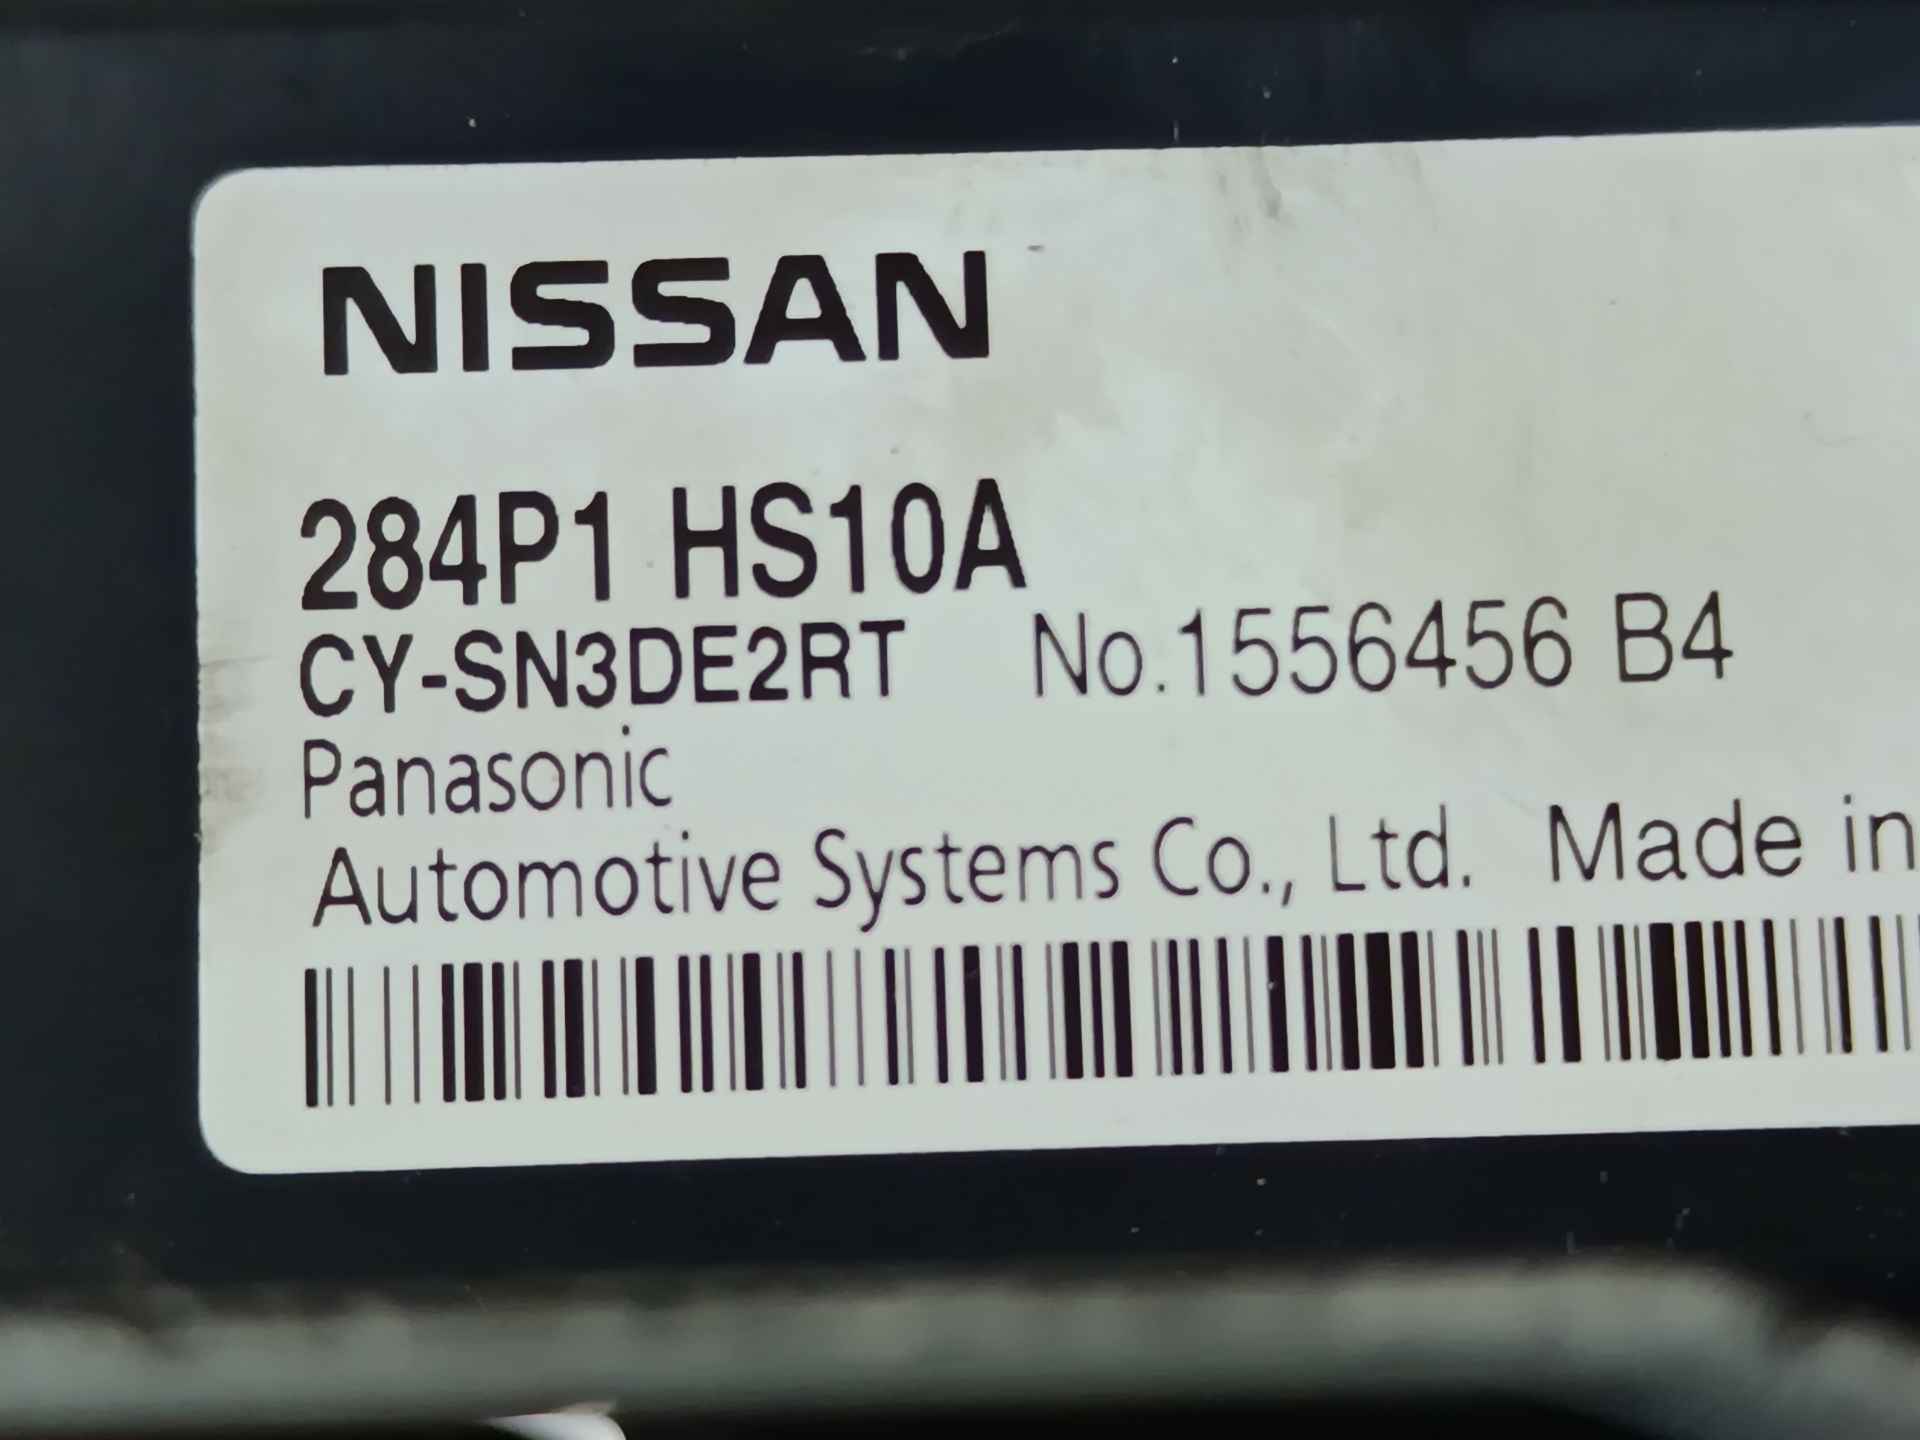 NISSAN
284P1 HS10A
CY-SN3DE2RT No.1556456 B4
Panasonic
Automotive Systems Co., Ltd. Made in